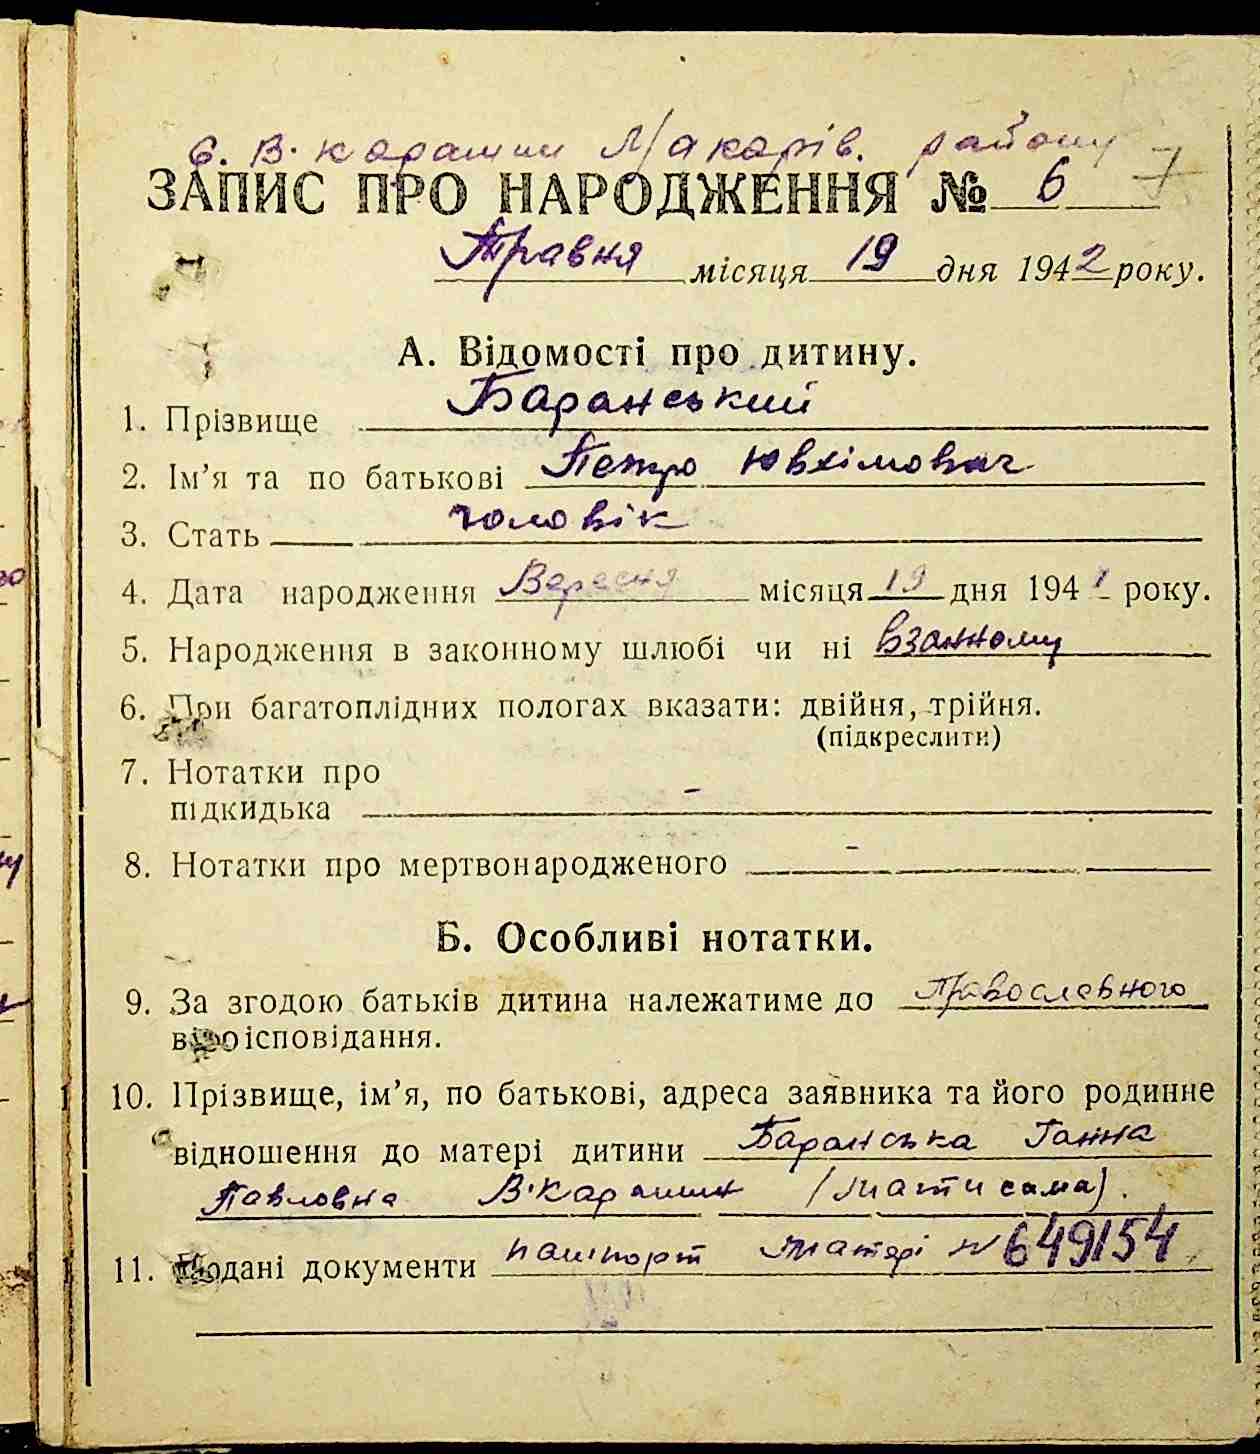 с. В. карашин Макарів. району
ЗАПИС ПРО НАРОДЖЕННЯ № 6
Травня місяця 19 дня 1942 року.
А. Відомості про дитину.
1. Прізвище Баранський
2. Ім'я та по батькові Петро Ювхімович
3. Стать чоловік
4. Дата народження Вересня місяця 19 дня 1941 року.
5. Народження в законному шлюбі чи ні взанному
6. При багатоплідних пологах вказати: двійня, трійня.
(підкреслити)
7. Нотатки про
підкидька -
8. Нотатки про мертвонародженого -
Б. Особливі нотатки.
9. За згодою батьків дитина належатиме до Православного
віроісповідання.
10. Прізвище, ім'я, по батькові, адреса заявника та його родинне
відношення до матері дитини Баранська Ганна
Павловна В.Карашин (мати сама).
11. Подані документи пашпорт матері № 649154